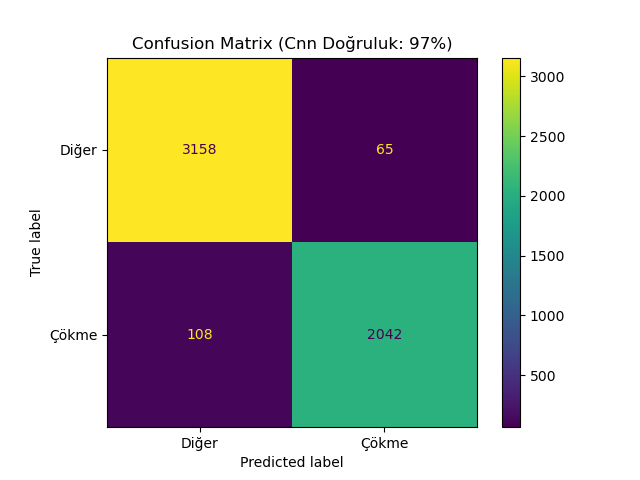 Confusion Matrix (Cnn Doğruluk: 97%)
True label
Diğer
Çökme
3158
65
108
2042
Diğer
Çökme
Predicted label
3000
2500
2000
1500
1000
500